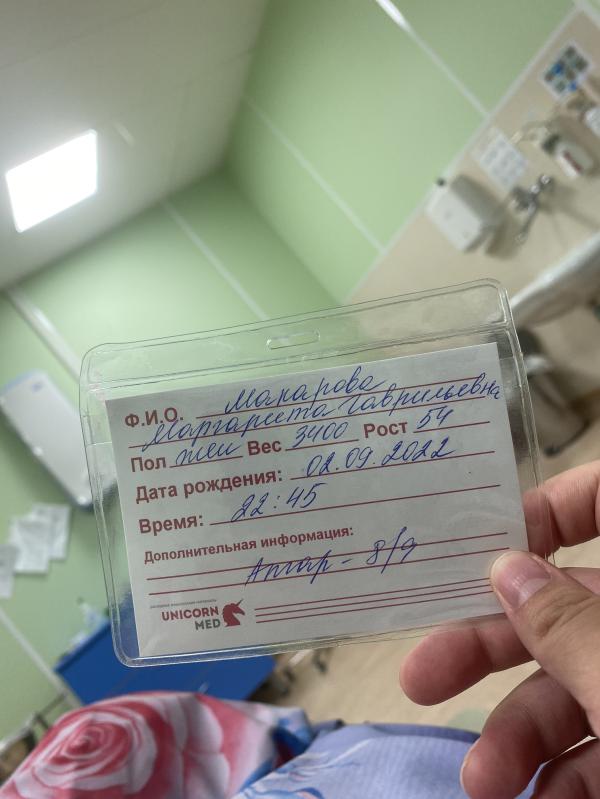 Ф.И.О. Макарова
Маргарита Гаврильевна
Пол жен Вес 3400 Рост 54
Дата рождения: 02.09.2022
Время: 22:45
Дополнительная информация:
Апгар - 8/9
UNICORN
MED